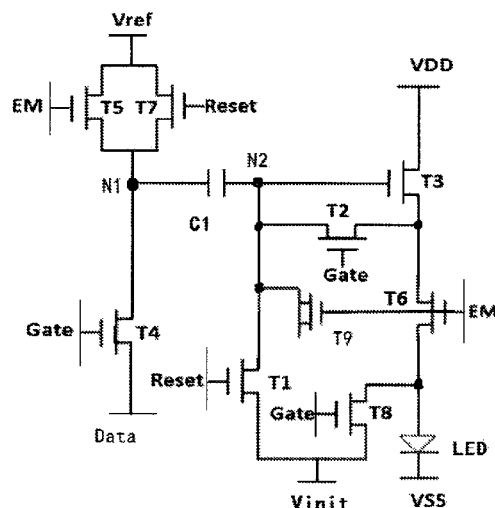 Vref
VDD
EM
T5
T7
Reset
N1
N2
T3
C1
T2
Gate
Gate
T4
T9
T6
EM
Reset
T1
Gate
T8
Data
LED
Vinit
VSS